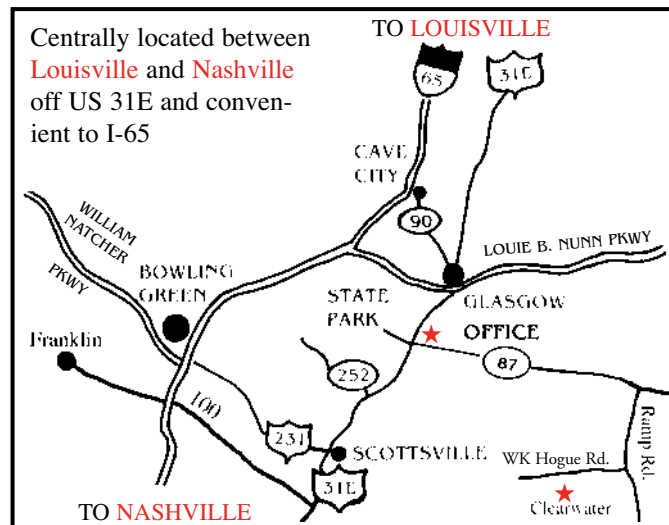 Centrally located between
Louisville and Nashville
off US 31E and conven-
ient to I-65
TO LOUISVILLE
65
31E
CAVE
CITY
90
WILLIAM
NATCHER
PKWY
LOUIE B. NUNN PKWY
BOWLING
GREEN
STATE
PARK
GLASGOW
OFFICE
Franklin
87
252
100
231
SCOTTSVILLE
31E
WK Hogue Rd.
Rattup Rd.
Clearwater
TO NASHVILLE